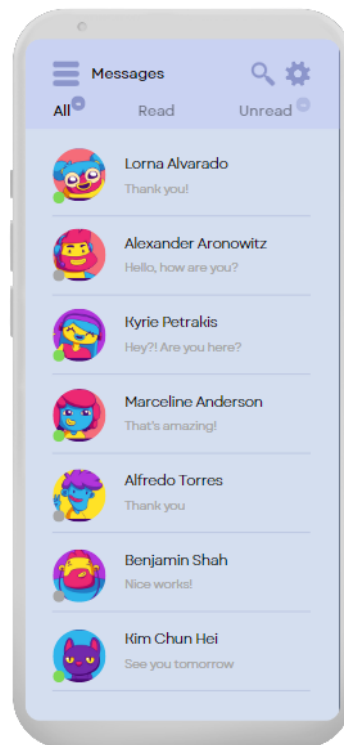 Messages
All Read Unread
Lorna Alvarado
Thank you!
Alexander Aronowitz
Hello, how are you?
Kyrie Petrakis
Hey?! Are you here?
Marceline Anderson
That's amazing!
Alfredo Torres
Thank you
Benjamin Shah
Nice works!
Kim Chun Hei
See you tomorrow